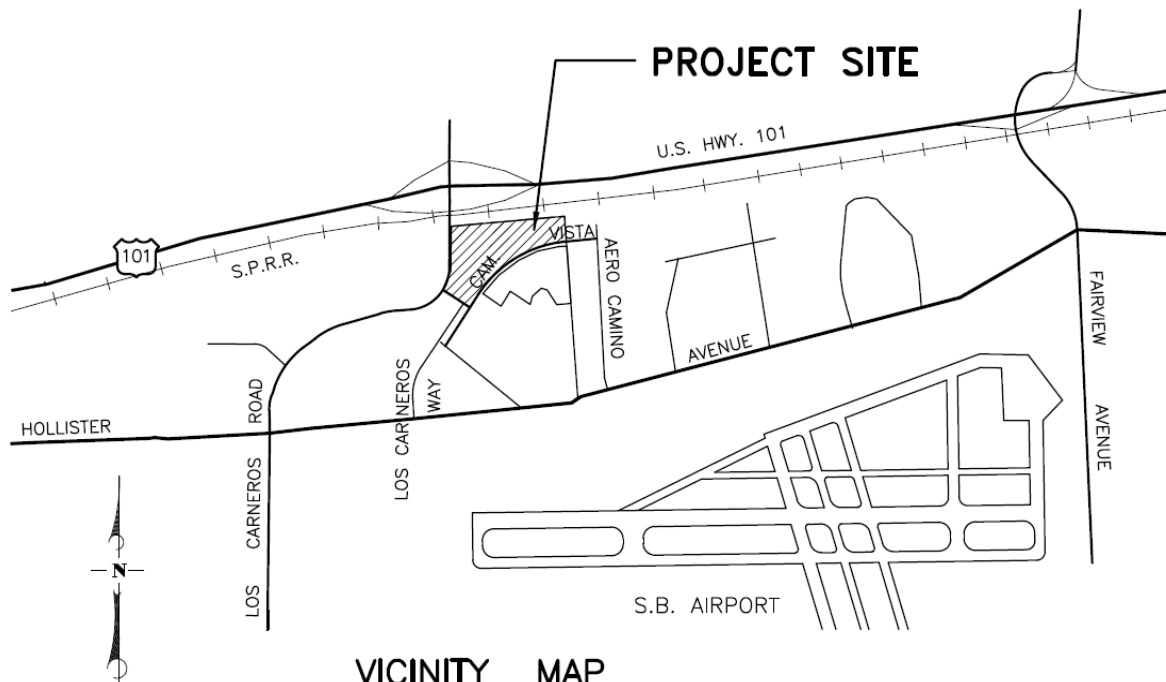 PROJECT SITE
U.S. HWY. 101
101
S.P.R.R.
CAM. VISTA
AERO CAMINO
FAIRVIEW AVENUE
HOLLISTER AVENUE
LOS CARNEROS ROAD
LOS CARNEROS WAY
N
S.B. AIRPORT
VICINITY MAP